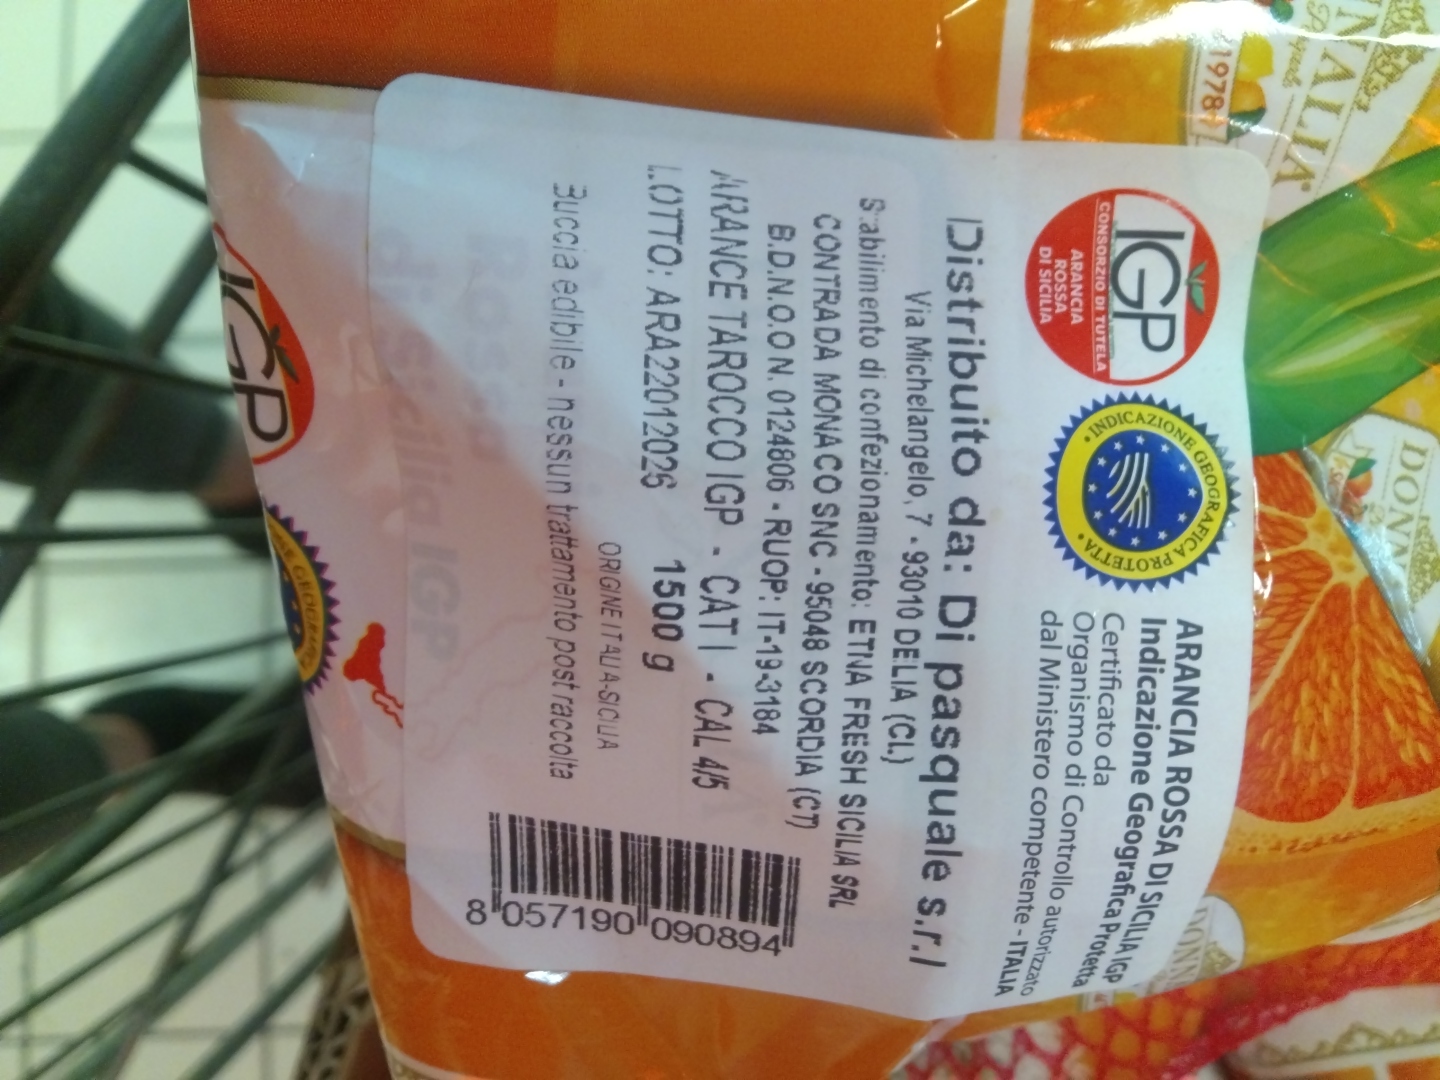 IGP
CONSORZIO DI TUTELA
ARANCIA
ROSSA
DI SICILIA
INDICAZIONE GEOGRAFICA PROTETTA
ARANCIA ROSSA DI SICILIA IGP
Indicazione Geografica Protetta
Certificato da
Organismo di Controllo autorizzato
dal Ministero competente - ITALIA
Distribuito da: Di pasquale s.r.l
Via Michelangelo, 7 - 93010 DELIA (CL)
Stabilimento di confezionamento: ETNA FRESH SICILIA SRL
CONTRADA MONACO SNC - 95048 SCORDIA (CT)
B.D.N.O.O N. 0124806 - RUOP: IT-19-3184
ARANCE TAROCCO IGP - CAT I - CAL 4/5
LOTTO: ARA22012026 1500 g
ORIGINE ITALIA-SICILIA
Buccia edibile - nessun trattamento post raccolta
8 057190 090894
IGP
1978
DONN
DONN